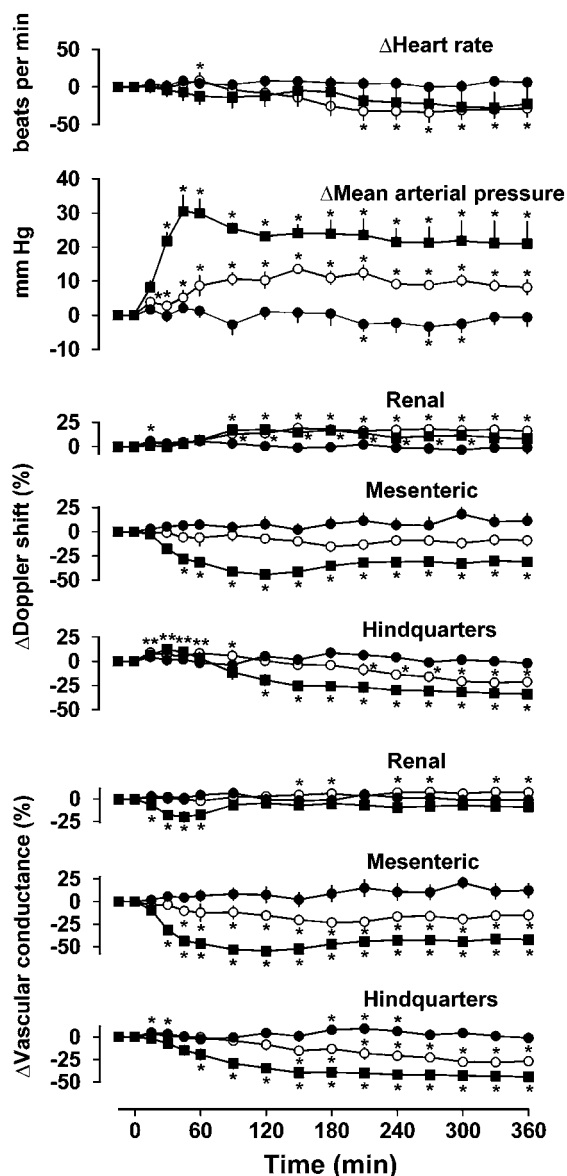 ΔHeart rate
beats per min
50
0
-50
*
* * * * * *
ΔMean arterial pressure
mm Hg
40
30
20
10
0
-10
ΔDoppler shift (%)
Renal
25
0
Mesenteric
25
0
-25
-50
Hindquarters
25
0
-25
-50
ΔVascular conductance (%)
Renal
0
-25
Mesenteric
25
0
-25
-50
Hindquarters
0
-25
-50
0 60 120 180 240 300 360
Time (min)